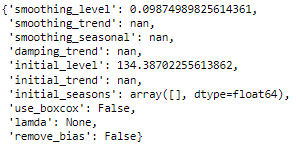 {'smoothing_level': 0.09874989825614361,
'smoothing_trend': nan,
'smoothing_seasonal': nan,
'damping_trend': nan,
'initial_level': 134.38702255613862,
'initial_trend': nan,
'initial_seasons': array([], dtype=float64),
'use_boxcox': False,
'lamda': None,
'remove_bias': False}